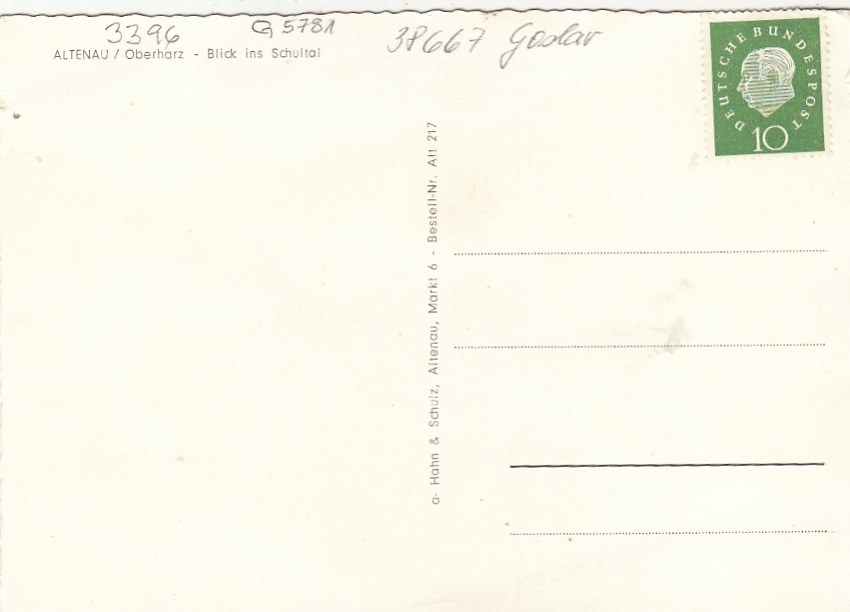 3396
G 5781
38667 Goslar
ALTENAU / Oberharz - Blick ins Schultal
DEUTSCHE BUNDESPOST
10
a- Hahn & Schulz, Altenau, Markt 6 - Bestell-Nr. Alt 217